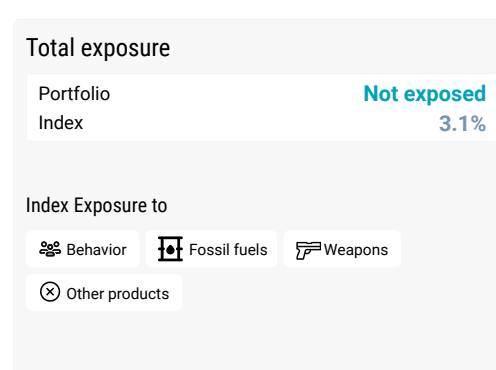 Total exposure
Portfolio Not exposed
Index 3.1%
Index Exposure to
Behavior Fossil fuels Weapons
Other products